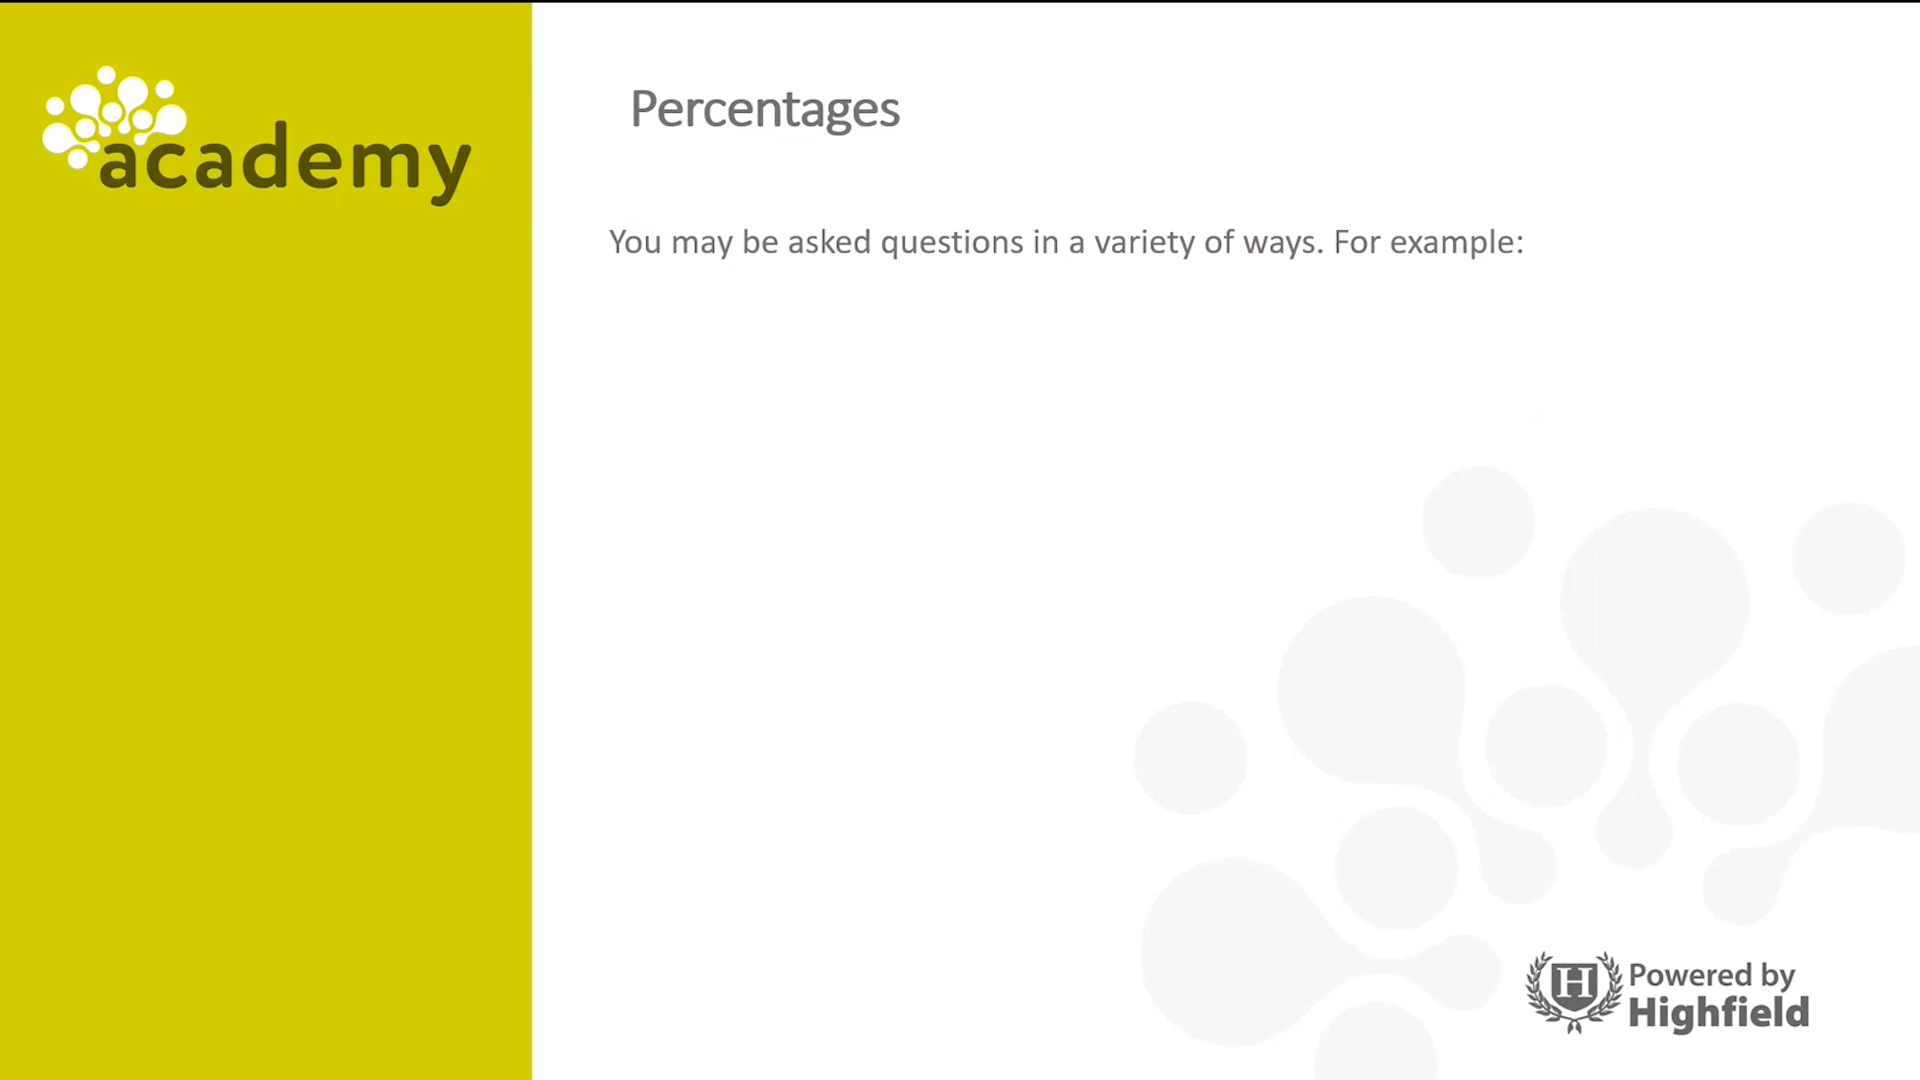 academy
Percentages
You may be asked questions in a variety of ways. For example:
H
Powered by
Highfield